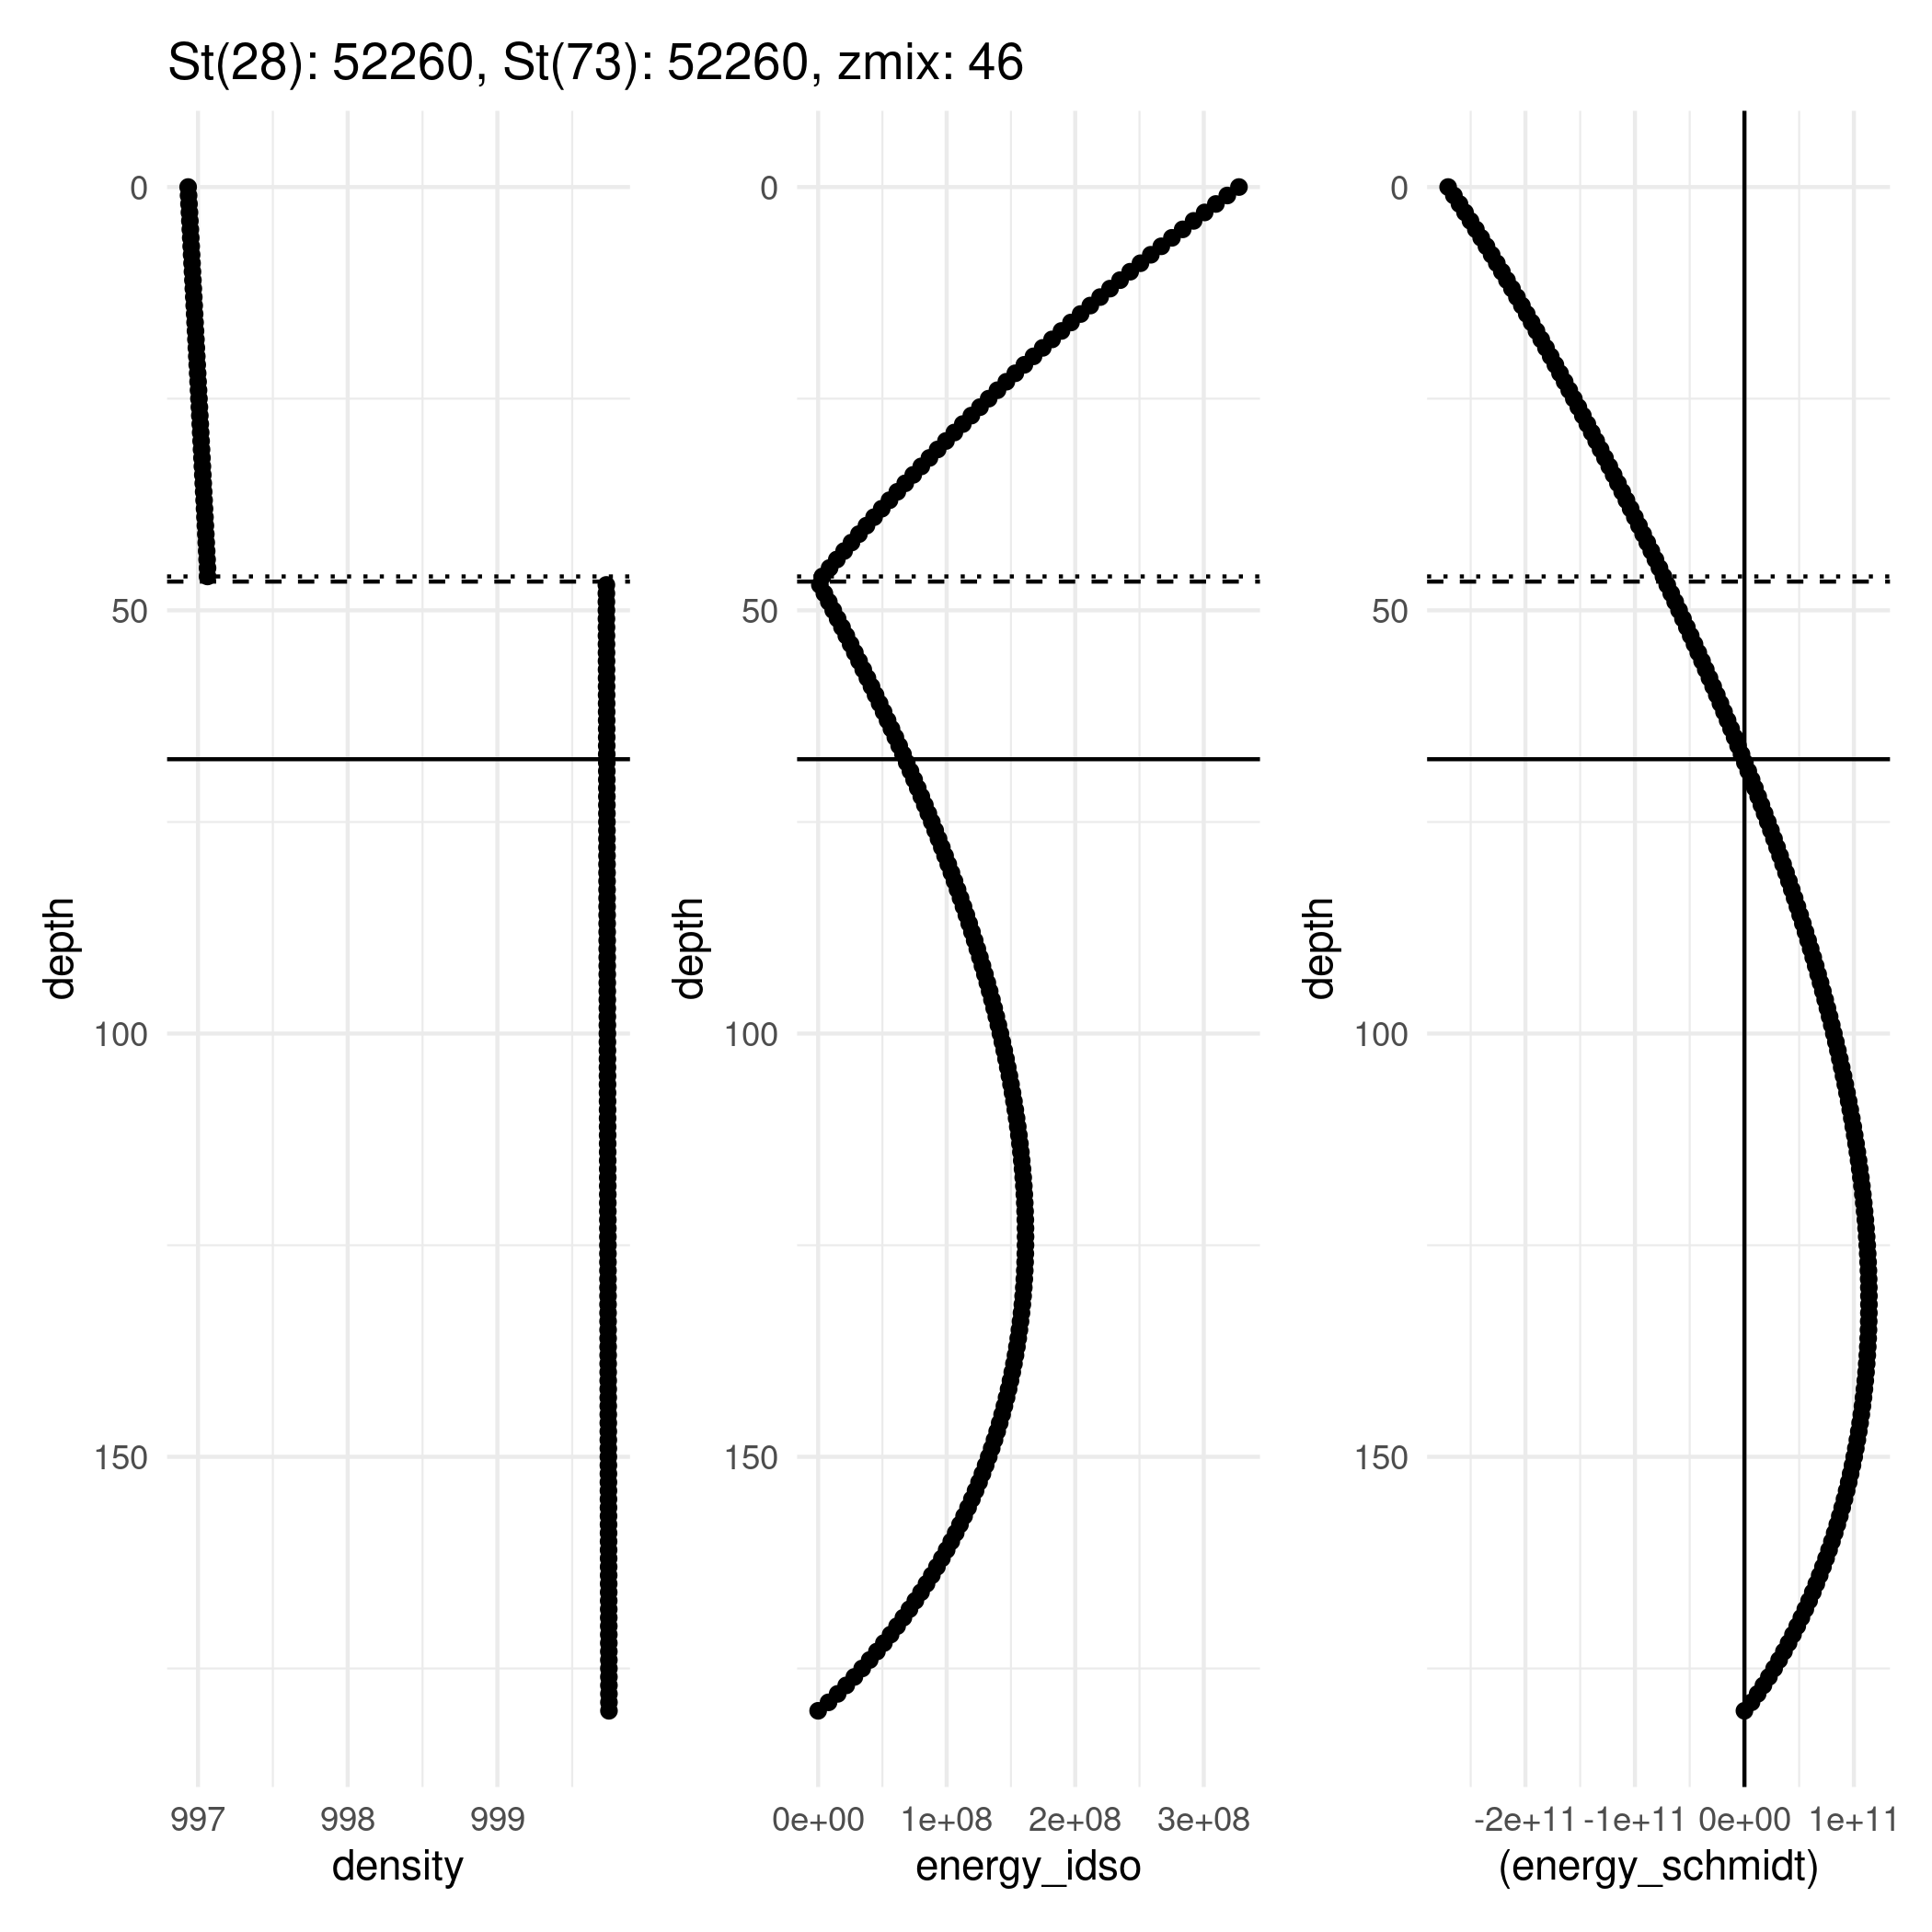 St(28): 52260, St(73): 52260, zmix: 46
0
50
100
150
depth
997 998 999
density
0
50
100
150
depth
0e+00 1e+08 2e+08 3e+08
energy_idso
0
50
100
150
depth
-2e+11 -1e+11 0e+00 1e+11
(energy_schmidt)